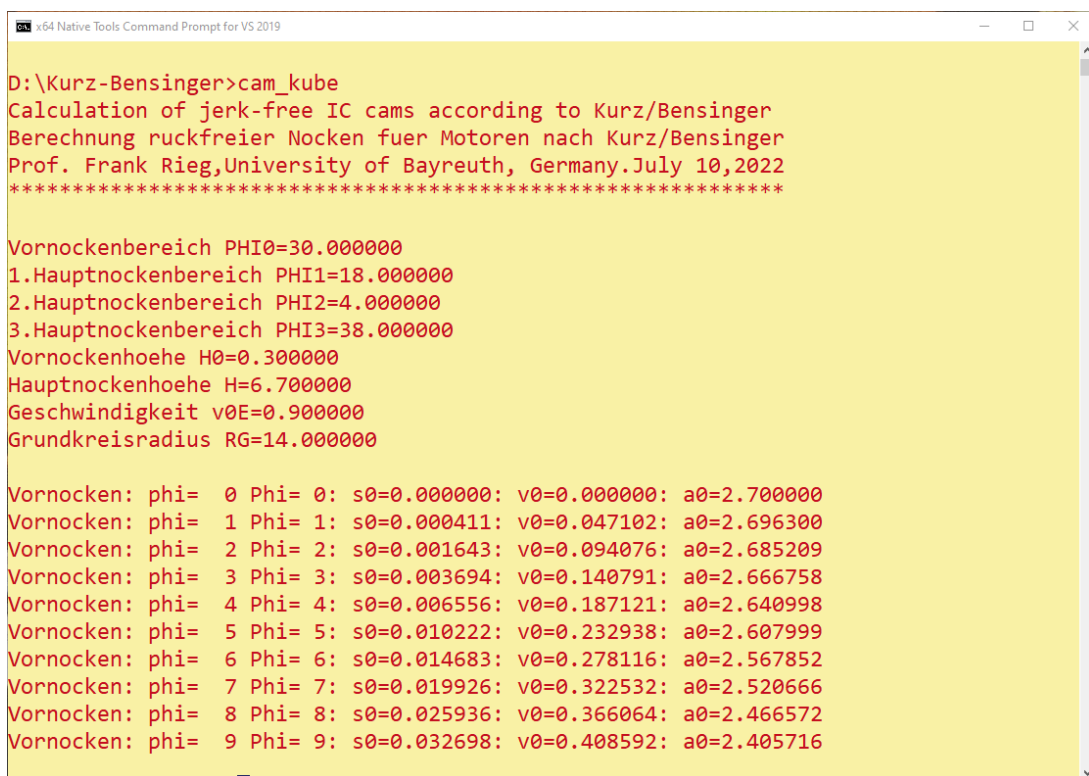 x64 Native Tools Command Prompt for VS 2019
D:\Kurz-Bensinger>cam_kube
Calculation of jerk-free IC cams according to Kurz/Bensinger
Berechnung ruckfreier Nocken fuer Motoren nach Kurz/Bensinger
Prof. Frank Rieg,University of Bayreuth, Germany.July 10,2022
*************************************************************
Vornockenbereich PHI0=30.000000
1.Hauptnockenbereich PHI1=18.000000
2.Hauptnockenbereich PHI2=4.000000
3.Hauptnockenbereich PHI3=38.000000
Vornockenhoehe H0=0.300000
Hauptnockenhoehe H=6.700000
Geschwindigkeit v0E=0.900000
Grundkreisradius RG=14.000000
Vornocken: phi=  0 Phi= 0: s0=0.000000: v0=0.000000: a0=2.700000
Vornocken: phi=  1 Phi= 1: s0=0.000411: v0=0.047102: a0=2.696300
Vornocken: phi=  2 Phi= 2: s0=0.001643: v0=0.094076: a0=2.685209
Vornocken: phi=  3 Phi= 3: s0=0.003694: v0=0.140791: a0=2.666758
Vornocken: phi=  4 Phi= 4: s0=0.006556: v0=0.187121: a0=2.640998
Vornocken: phi=  5 Phi= 5: s0=0.010222: v0=0.232938: a0=2.607999
Vornocken: phi=  6 Phi= 6: s0=0.014683: v0=0.278116: a0=2.567852
Vornocken: phi=  7 Phi= 7: s0=0.019926: v0=0.322532: a0=2.520666
Vornocken: phi=  8 Phi= 8: s0=0.025936: v0=0.366064: a0=2.466572
Vornocken: phi=  9 Phi= 9: s0=0.032698: v0=0.408592: a0=2.405716